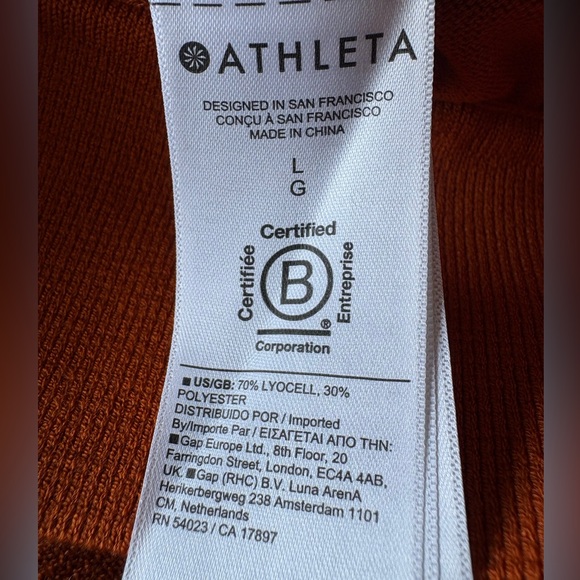 ATHLETA
DESIGNED IN SAN FRANCISCO
CONÇU À SAN FRANCISCO
MADE IN CHINA
L
G
Certified
Certifiée
B
Entreprise
®
Corporation
■ US/GB: 70% LYOCELL, 30%
POLYESTER
DISTRIBUIDO POR / Imported
By/Importe Par / ΕΙΣΑΓΕΤΑΙ ΑΠΟ ΤΗΝ:
■ Gap Europe Ltd., 8th Floor, 20
Farringdon Street, London, EC4A 4AB,
UK. ■ Gap (RHC) B.V. Luna ArenA
Herikerbergweg 238 Amsterdam 1101
CM. Netherlands
RN 54023 / CA 17897